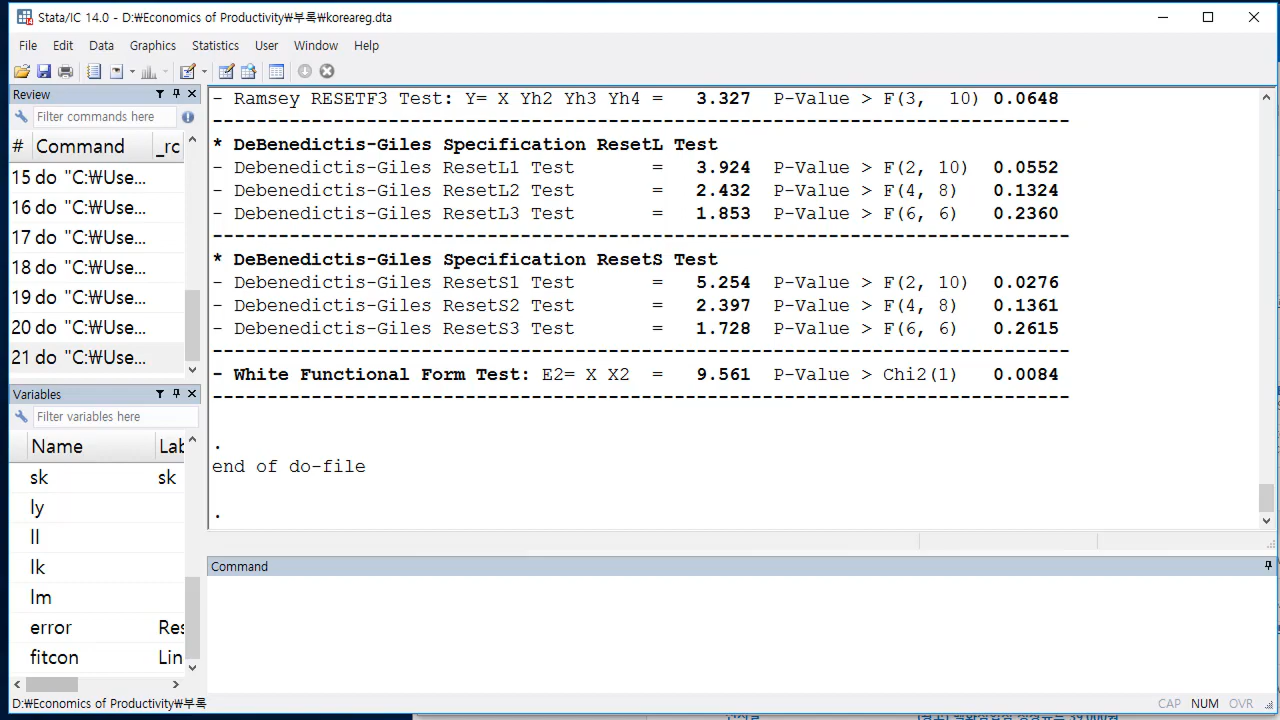 Stata/IC 14.0 - D:₩Economics of Productivity₩부록₩koreareg.dta
File Edit Data Graphics Statistics User Window Help
Review
Filter commands here
# Command _rc
15 do "C:₩Use...
16 do "C:₩Use...
17 do "C:₩Use...
18 do "C:₩Use...
19 do "C:₩Use...
20 do "C:₩Use...
21 do "C:₩Use...
Variables
Filter variables here
Name Lab
sk sk
ly
ll
lk
lm
error Res
fitcon Lin
- Ramsey RESETF3 Test: Y= X Yh2 Yh3 Yh4 = 3.327 P-Value > F(3, 10) 0.0648
------------------------------------------------------------------------------
* DeBenedictis-Giles Specification ResetL Test
- Debenedictis-Giles ResetL1 Test = 3.924 P-Value > F(2, 10) 0.0552
- Debenedictis-Giles ResetL2 Test = 2.432 P-Value > F(4, 8) 0.1324
- Debenedictis-Giles ResetL3 Test = 1.853 P-Value > F(6, 6) 0.2360
------------------------------------------------------------------------------
* DeBenedictis-Giles Specification ResetS Test
- Debenedictis-Giles ResetS1 Test = 5.254 P-Value > F(2, 10) 0.0276
- Debenedictis-Giles ResetS2 Test = 2.397 P-Value > F(4, 8) 0.1361
- Debenedictis-Giles ResetS3 Test = 1.728 P-Value > F(6, 6) 0.2615
------------------------------------------------------------------------------
- White Functional Form Test: E2= X X2 = 9.561 P-Value > Chi2(1) 0.0084
------------------------------------------------------------------------------
.
end of do-file
.
Command
D:₩Economics of Productivity₩부록
CAP NUM OVR